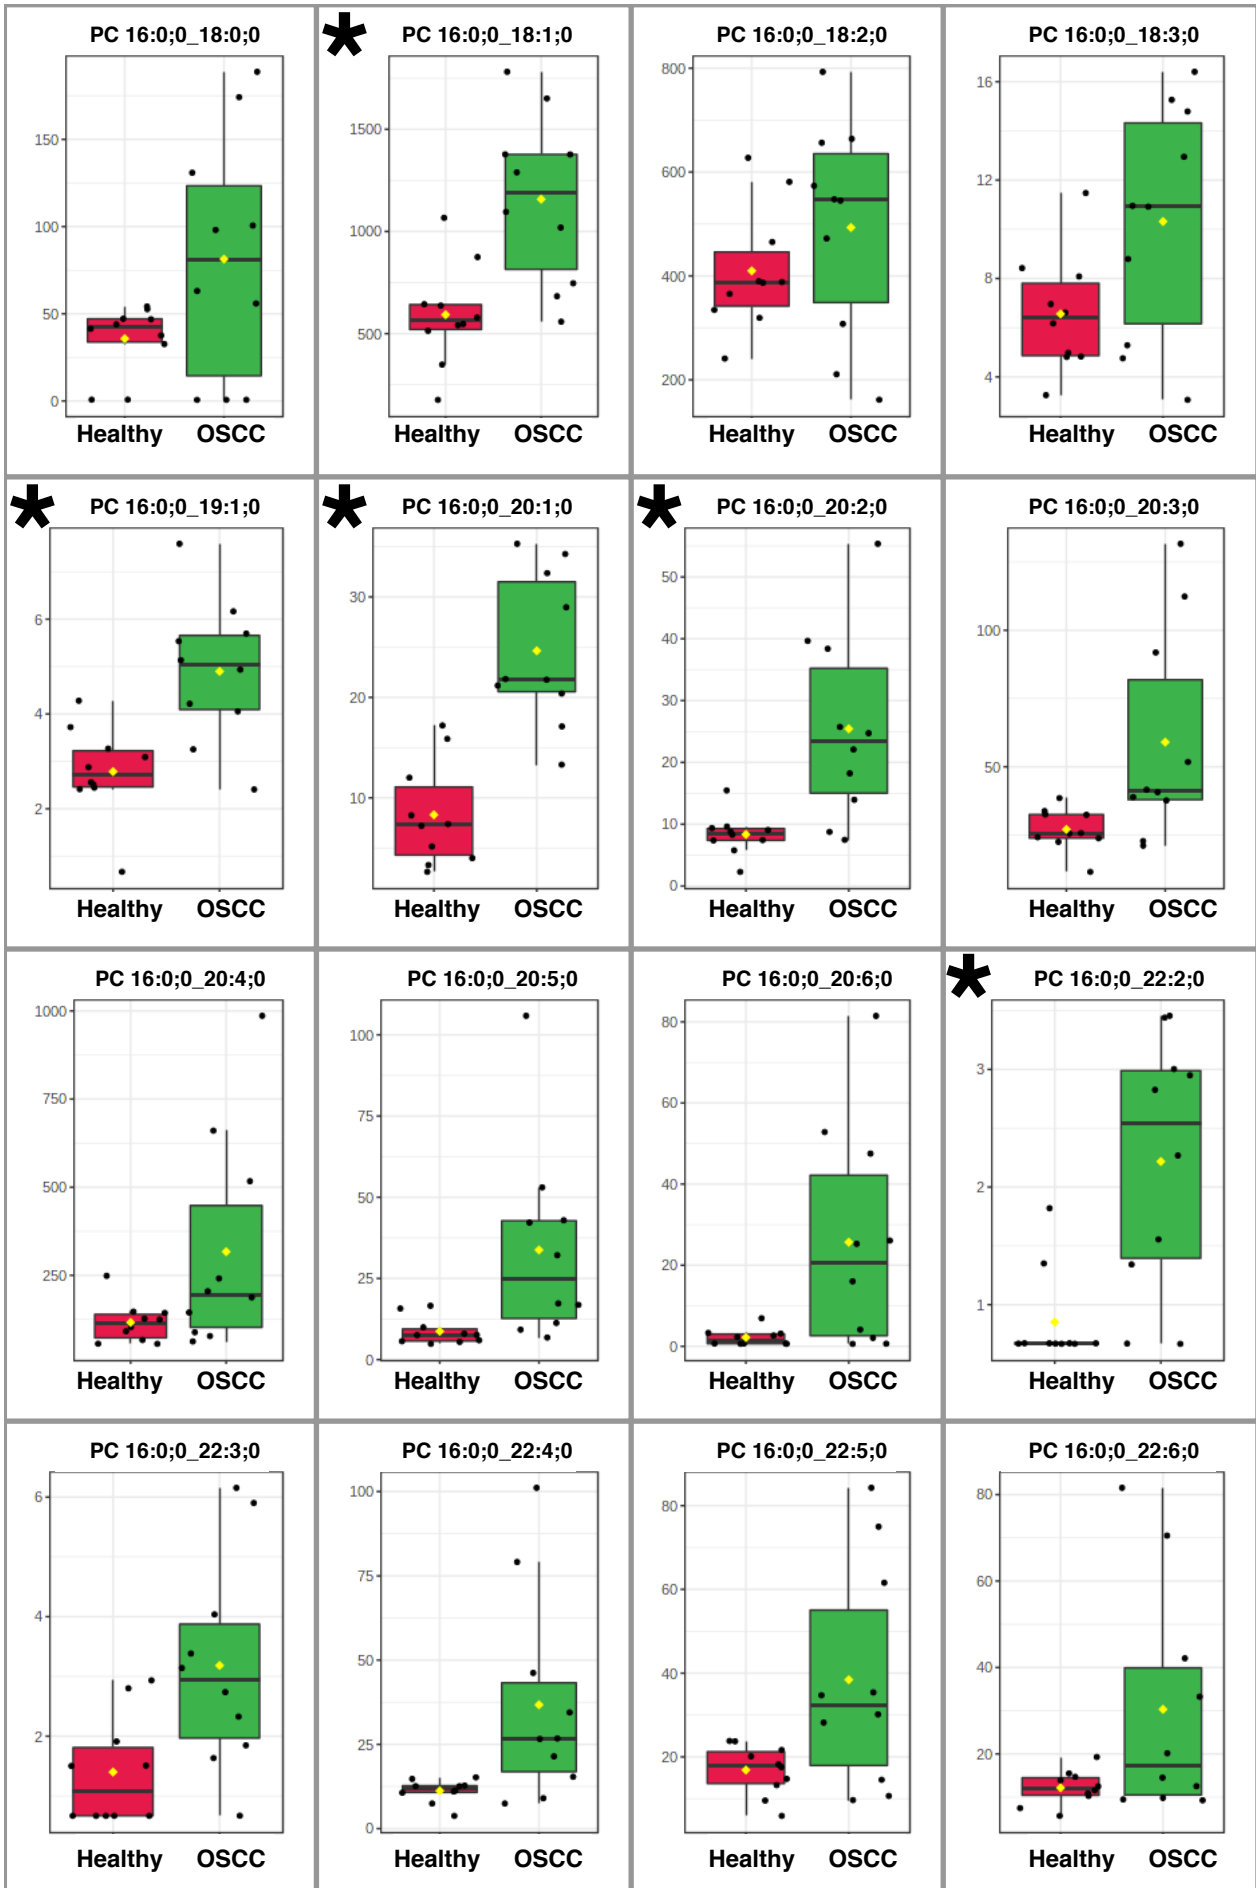 PC 16:0;0_18:0;0
150
100
50
0
Healthy OSCC
* PC 16:0;0_18:1;0
1500
1000
500
Healthy OSCC
PC 16:0;0_18:2;0
800
600
400
200
Healthy OSCC
PC 16:0;0_18:3;0
16
12
8
4
Healthy OSCC
* PC 16:0;0_19:1;0
6
4
2
Healthy OSCC
* PC 16:0;0_20:1;0
30
20
10
Healthy OSCC
* PC 16:0;0_20:2;0
50
40
30
20
10
0
Healthy OSCC
PC 16:0;0_20:3;0
100
50
Healthy OSCC
PC 16:0;0_20:4;0
1000
750
500
250
Healthy OSCC
PC 16:0;0_20:5;0
100
75
50
25
0
Healthy OSCC
PC 16:0;0_20:6;0
80
60
40
20
0
Healthy OSCC
* PC 16:0;0_22:2;0
3
2
1
Healthy OSCC
PC 16:0;0_22:3;0
6
4
2
Healthy OSCC
PC 16:0;0_22:4;0
100
75
50
25
0
Healthy OSCC
PC 16:0;0_22:5;0
80
60
40
20
Healthy OSCC
PC 16:0;0_22:6;0
80
60
40
20
Healthy OSCC